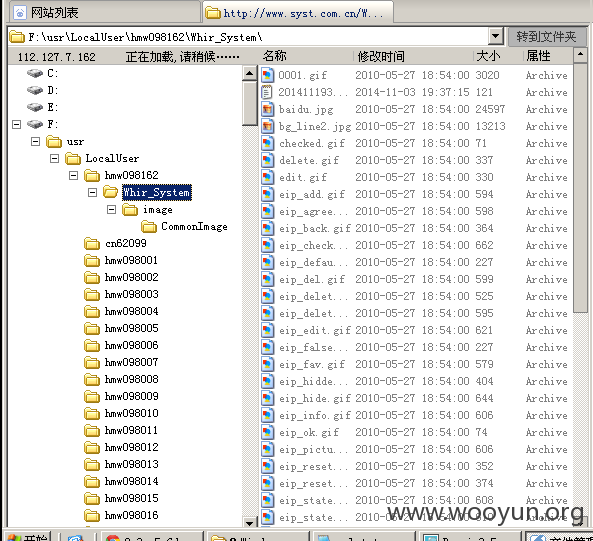 网站列表
http://www.syst.com.cn/W...
F:\usr\LocalUser\hmw098162\Whir_System\
转到文件夹
112.127.7.162 正在加载,请稍候······
名称 修改时间 大小 属性
C:
D:
E:
F:
usr
LocalUser
hmw098162
Whir_System
image
CommonImage
cn62099
hmw098001
hmw098002
hmw098003
hmw098004
hmw098005
hmw098006
hmw098007
hmw098008
hmw098009
hmw098010
hmw098011
hmw098012
hmw098013
hmw098014
hmw098015
hmw098016
0001.gif 2010-05-27 18:54:00 3020 Archive
201411193... 2014-11-03 19:37:15 121 Archive
baidu.jpg 2010-05-27 18:54:00 24597 Archive
bg_line2.jpg 2010-05-27 18:54:00 13213 Archive
checked.gif 2010-05-27 18:54:00 71 Archive
delete.gif 2010-05-27 18:54:00 337 Archive
edit.gif 2010-05-27 18:54:00 330 Archive
eip_add.gif 2010-05-27 18:54:00 594 Archive
eip_agree... 2010-05-27 18:54:00 598 Archive
eip_back.gif 2010-05-27 18:54:00 364 Archive
eip_check... 2010-05-27 18:54:00 662 Archive
eip_defau... 2010-05-27 18:54:00 227 Archive
eip_del.gif 2010-05-27 18:54:00 599 Archive
eip_delet... 2010-05-27 18:54:00 525 Archive
eip_delet... 2010-05-27 18:54:00 595 Archive
eip_edit.gif 2010-05-27 18:54:00 621 Archive
eip_false... 2010-05-27 18:54:00 227 Archive
eip_fav.gif 2010-05-27 18:54:00 579 Archive
eip_hidde... 2010-05-27 18:54:00 404 Archive
eip_hide.gif 2010-05-27 18:54:00 644 Archive
eip_info.gif 2010-05-27 18:54:00 606 Archive
eip_ok.gif 2010-05-27 18:54:00 74 Archive
eip_pictu... 2010-05-27 18:54:00 606 Archive
eip_reset... 2010-05-27 18:54:00 352 Archive
eip_reset... 2010-05-27 18:54:00 374 Archive
eip_state... 2010-05-27 18:54:00 608 Archive
eip_state... 2010-05-27 18:54:00 Archive
www.wooyun.org
开始